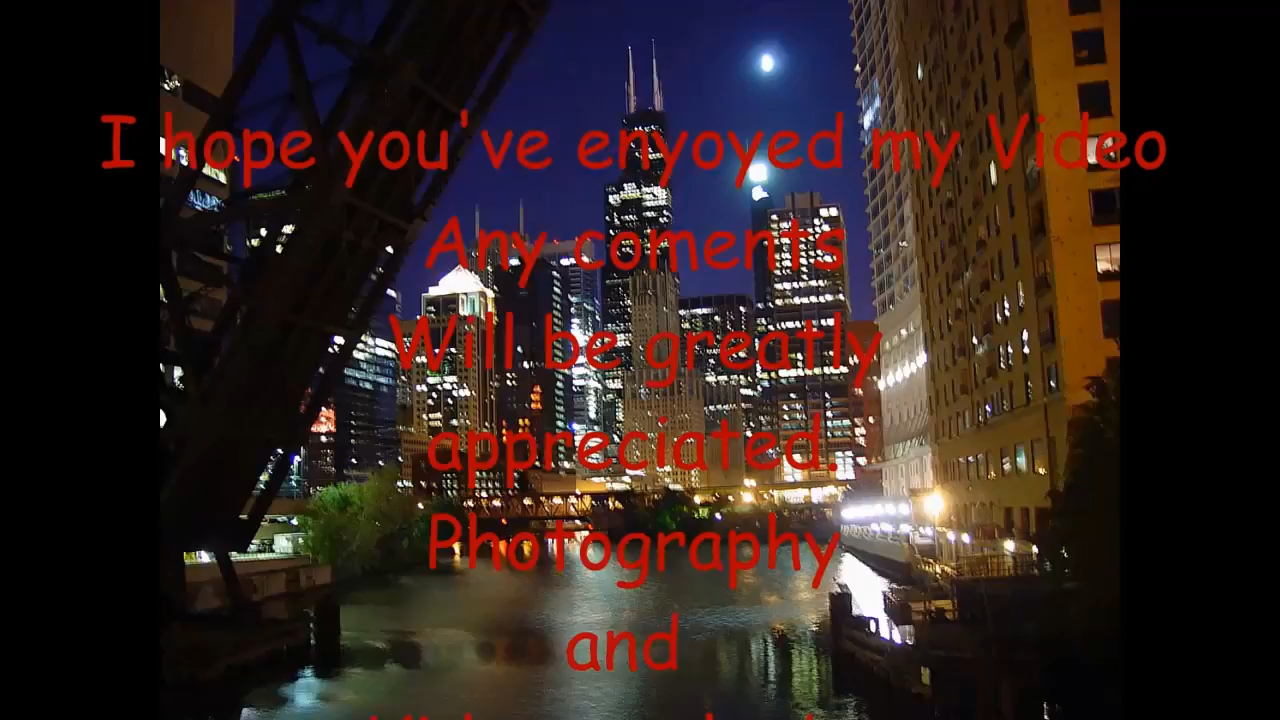 I hope you've enyoyed my Video
Any coments
Will be greatly
appreciated.
Photography
and